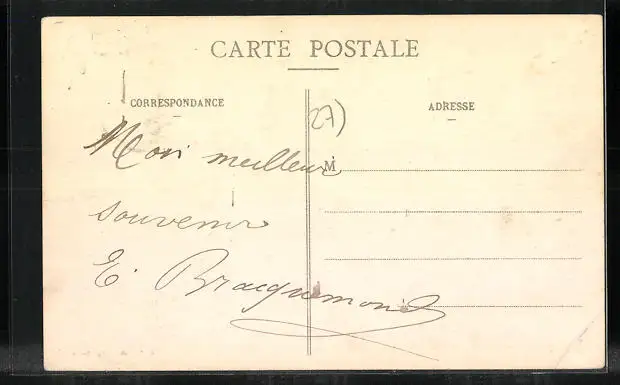 CARTE POSTALE
CORRESPONDANCE
ADRESSE
27)
Mon meilleur
M
souvenir
E. Bracquemond